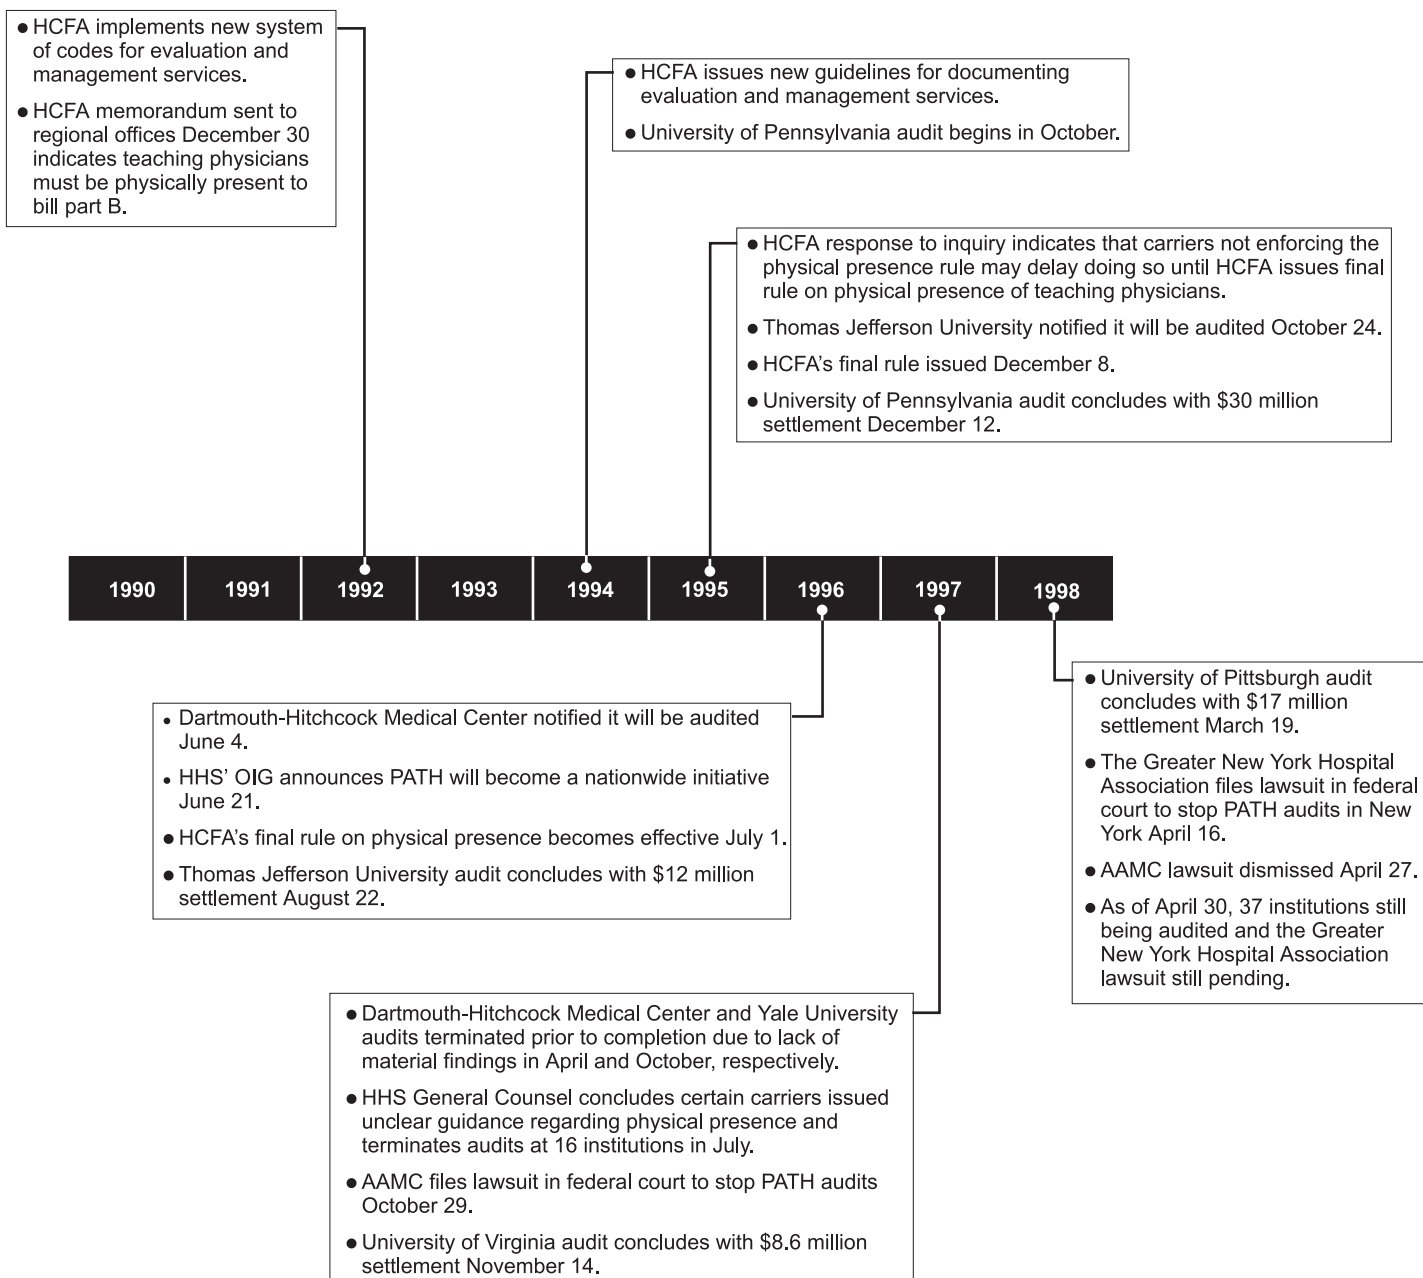 ● HCFA implements new system
of codes for evaluation and
management services.
● HCFA memorandum sent to
regional offices December 30
indicates teaching physicians
must be physically present to
bill part B.
● HCFA issues new guidelines for documenting
evaluation and management services.
● University of Pennsylvania audit begins in October.
● HCFA response to inquiry indicates that carriers not enforcing the
physical presence rule may delay doing so until HCFA issues final
rule on physical presence of teaching physicians.
● Thomas Jefferson University notified it will be audited October 24.
● HCFA's final rule issued December 8.
● University of Pennsylvania audit concludes with $30 million
settlement December 12.
1990 1991 1992 1993 1994 1995 1996 1997 1998
● Dartmouth-Hitchcock Medical Center notified it will be audited
June 4.
● HHS' OIG announces PATH will become a nationwide initiative
June 21.
● HCFA's final rule on physical presence becomes effective July 1.
● Thomas Jefferson University audit concludes with $12 million
settlement August 22.
● Dartmouth-Hitchcock Medical Center and Yale University
audits terminated prior to completion due to lack of
material findings in April and October, respectively.
● HHS General Counsel concludes certain carriers issued
unclear guidance regarding physical presence and
terminates audits at 16 institutions in July.
● AAMC files lawsuit in federal court to stop PATH audits
October 29.
● University of Virginia audit concludes with $8.6 million
settlement November 14.
● University of Pittsburgh audit
concludes with $17 million
settlement March 19.
● The Greater New York Hospital
Association files lawsuit in federal
court to stop PATH audits in New
York April 16.
● AAMC lawsuit dismissed April 27.
● As of April 30, 37 institutions still
being audited and the Greater
New York Hospital Association
lawsuit still pending.